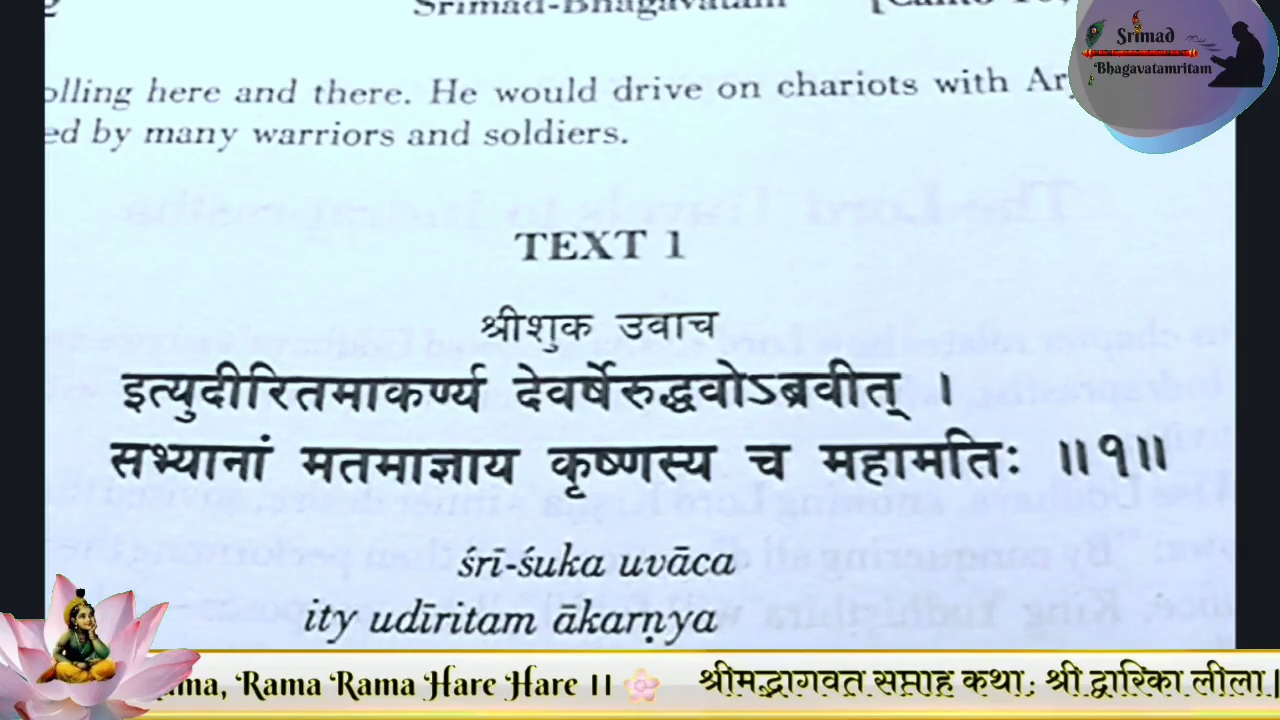 Srimad-Bhagavatam [Canto 10,
olling here and there. He would drive on chariots with Ar
ed by many warriors and soldiers.
Srimad
Bhagavatamritam
TEXT 1
श्रीशुक उवाच
इत्युदीरितमाकर्ण्य देवर्षेरुद्धवोऽब्रवीत् ।
सभ्यानां मतमाज्ञाय कृष्णस्य च महामतिः ॥१॥
śrī-śuka uvāca
ity udīritam ākarṇya
Rama Rama Hare Hare ।। श्रीमद्भागवत सप्ताह कथा : श्री द्वारिका लीला |